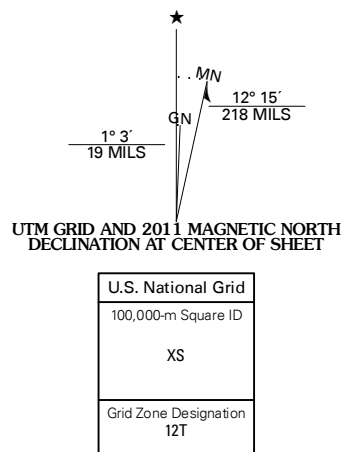 ★
MN
GN
12° 15´
218 MILS
1° 3´
19 MILS
UTM GRID AND 2011 MAGNETIC NORTH
DECLINATION AT CENTER OF SHEET
U.S. National Grid
100,000-m Square ID
XS
Grid Zone Designation
12T